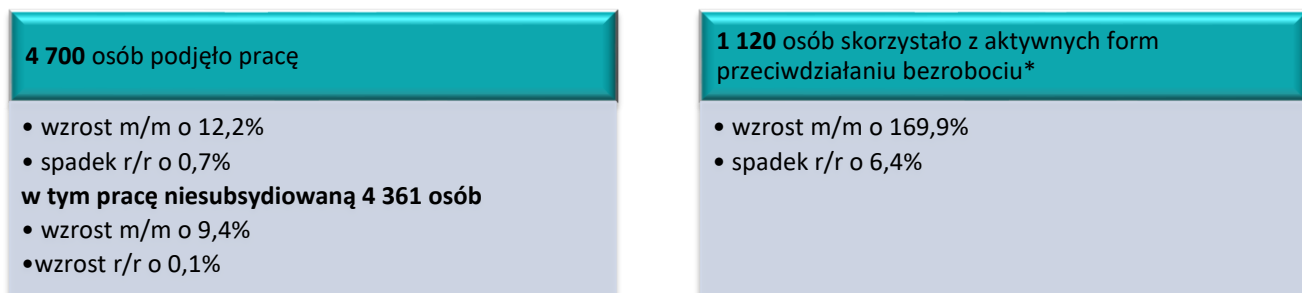 4 700 osób podjęło pracę
• wzrost m/m o 12,2%
• spadek r/r o 0,7%
w tym pracę niesubsydiowaną 4 361 osób
• wzrost m/m o 9,4%
•wzrost r/r o 0,1%
1 120 osób skorzystało z aktywnych form
przeciwdziałaniu bezrobociu*
• wzrost m/m o 169,9%
• spadek r/r o 6,4%